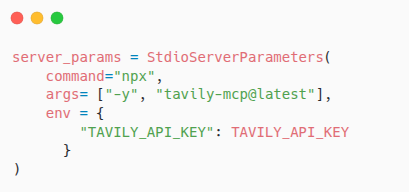 server_params = StdioServerParameters(
    command="npx",
    args= ["-y", "tavily-mcp@latest"],
    env = {
        "TAVILY_API_KEY": TAVILY_API_KEY
      }
)